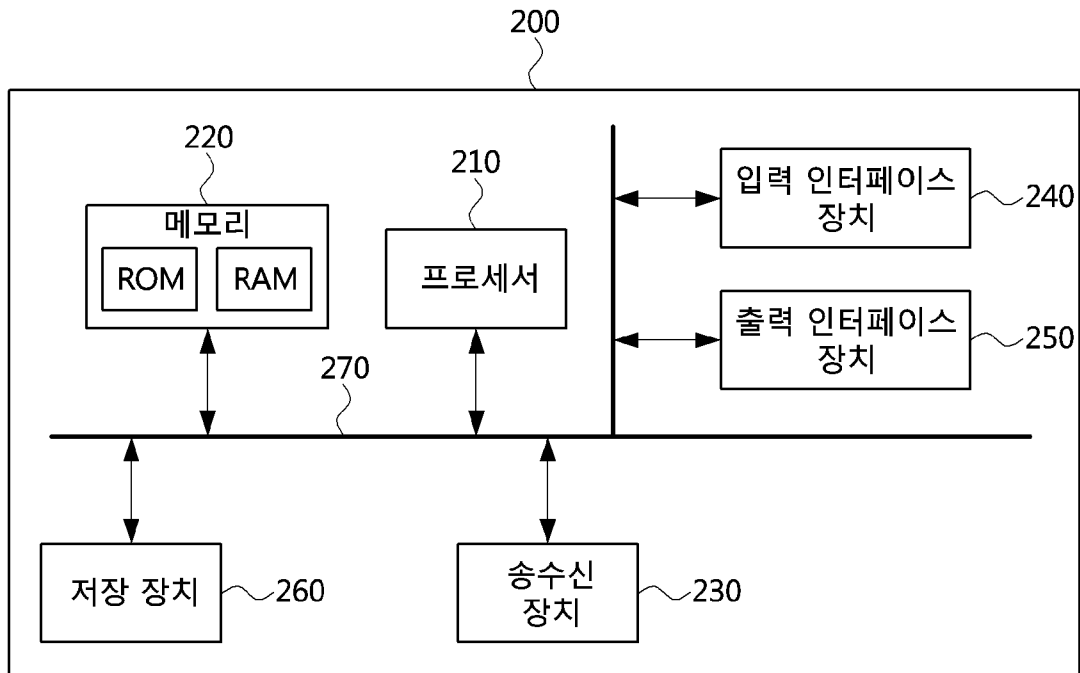 200
220
210
메모리
ROM RAM
프로세서
입력 인터페이스
장치
240
출력 인터페이스
장치
250
270
저장 장치
260
송수신
장치
230